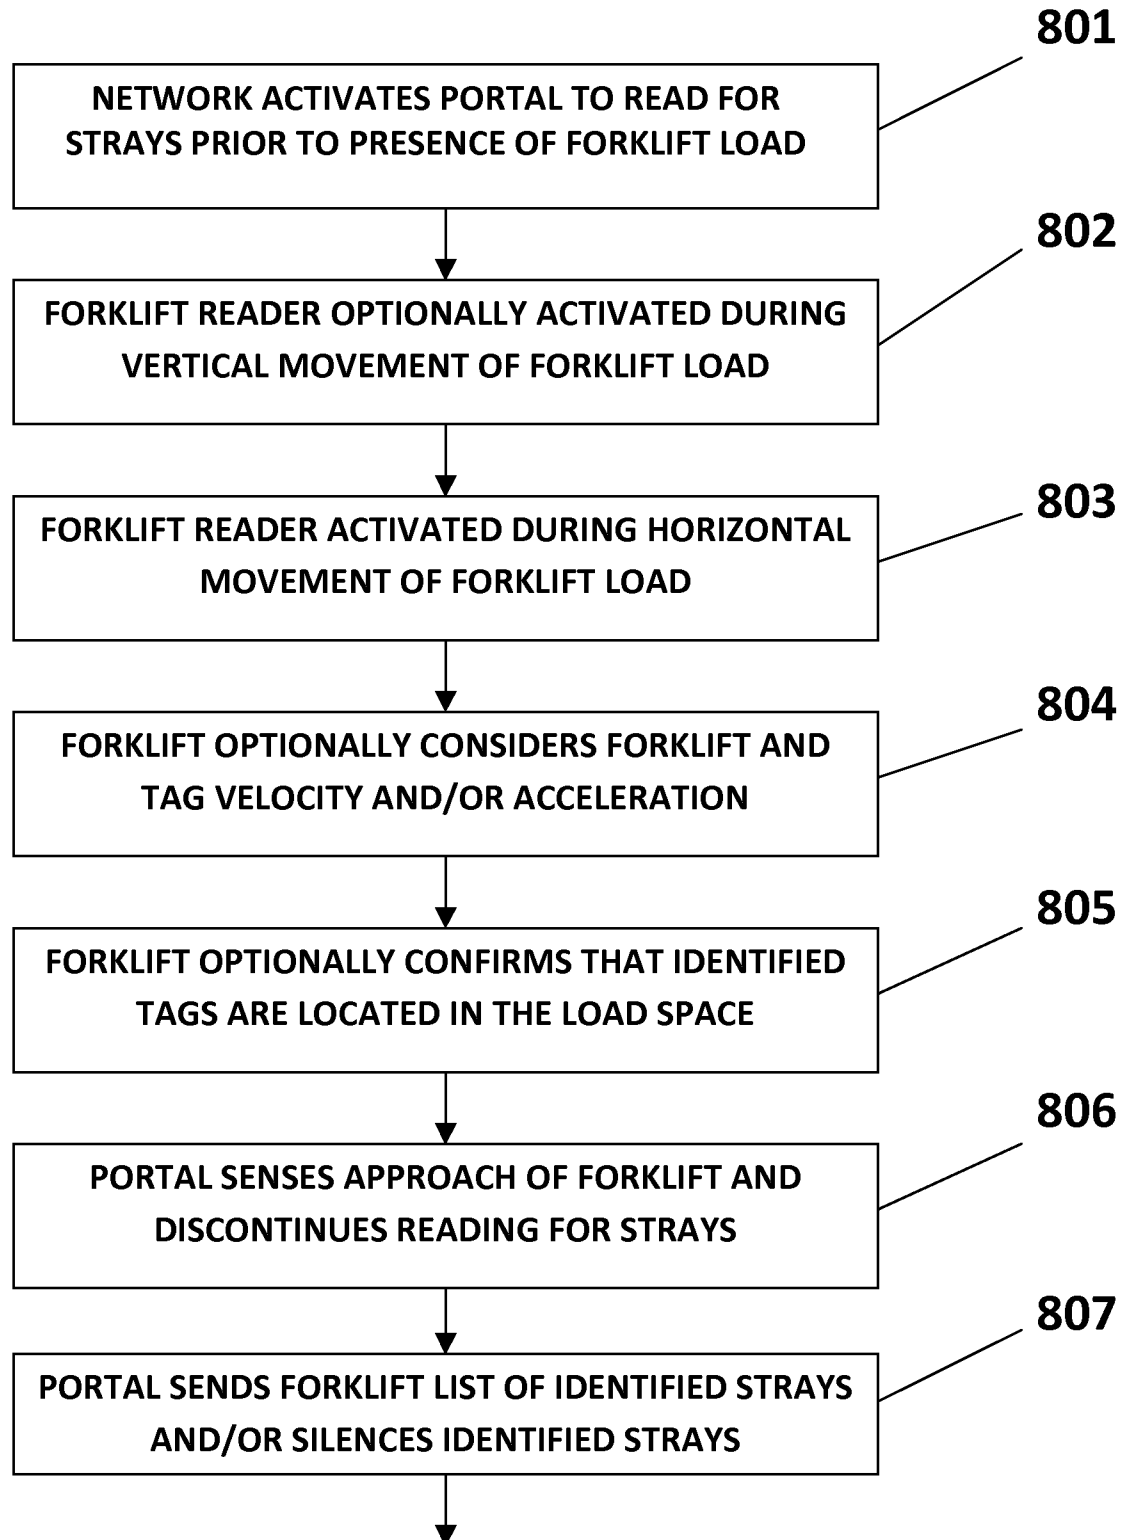 801
NETWORK ACTIVATES PORTAL TO READ FOR
STRAYS PRIOR TO PRESENCE OF FORKLIFT LOAD
802
FORKLIFT READER OPTIONALLY ACTIVATED DURING
VERTICAL MOVEMENT OF FORKLIFT LOAD
803
FORKLIFT READER ACTIVATED DURING HORIZONTAL
MOVEMENT OF FORKLIFT LOAD
804
FORKLIFT OPTIONALLY CONSIDERS FORKLIFT AND
TAG VELOCITY AND/OR ACCELERATION
805
FORKLIFT OPTIONALLY CONFIRMS THAT IDENTIFIED
TAGS ARE LOCATED IN THE LOAD SPACE
806
PORTAL SENSES APPROACH OF FORKLIFT AND
DISCONTINUES READING FOR STRAYS
807
PORTAL SENDS FORKLIFT LIST OF IDENTIFIED STRAYS
AND/OR SILENCES IDENTIFIED STRAYS